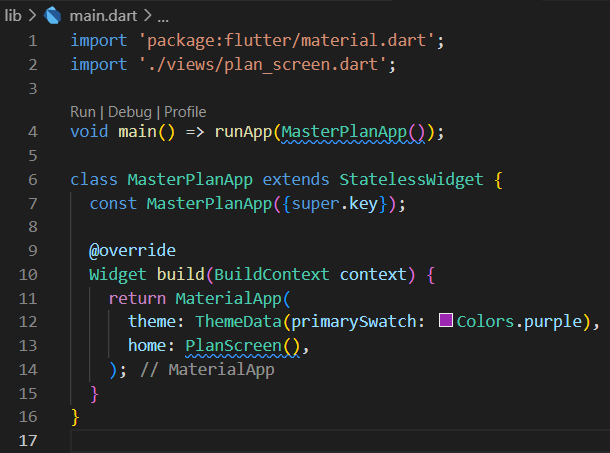 lib > main.dart > ...
1 import 'package:flutter/material.dart';
2 import './views/plan_screen.dart';
3
Run | Debug | Profile
4 void main() => runApp(MasterPlanApp());
5
6 class MasterPlanApp extends StatelessWidget {
7   const MasterPlanApp({super.key});
8
9   @override
10   Widget build(BuildContext context) {
11     return MaterialApp(
12       theme: ThemeData(primarySwatch: Colors.purple),
13       home: PlanScreen(),
14     ); // MaterialApp
15   }
16 }
17